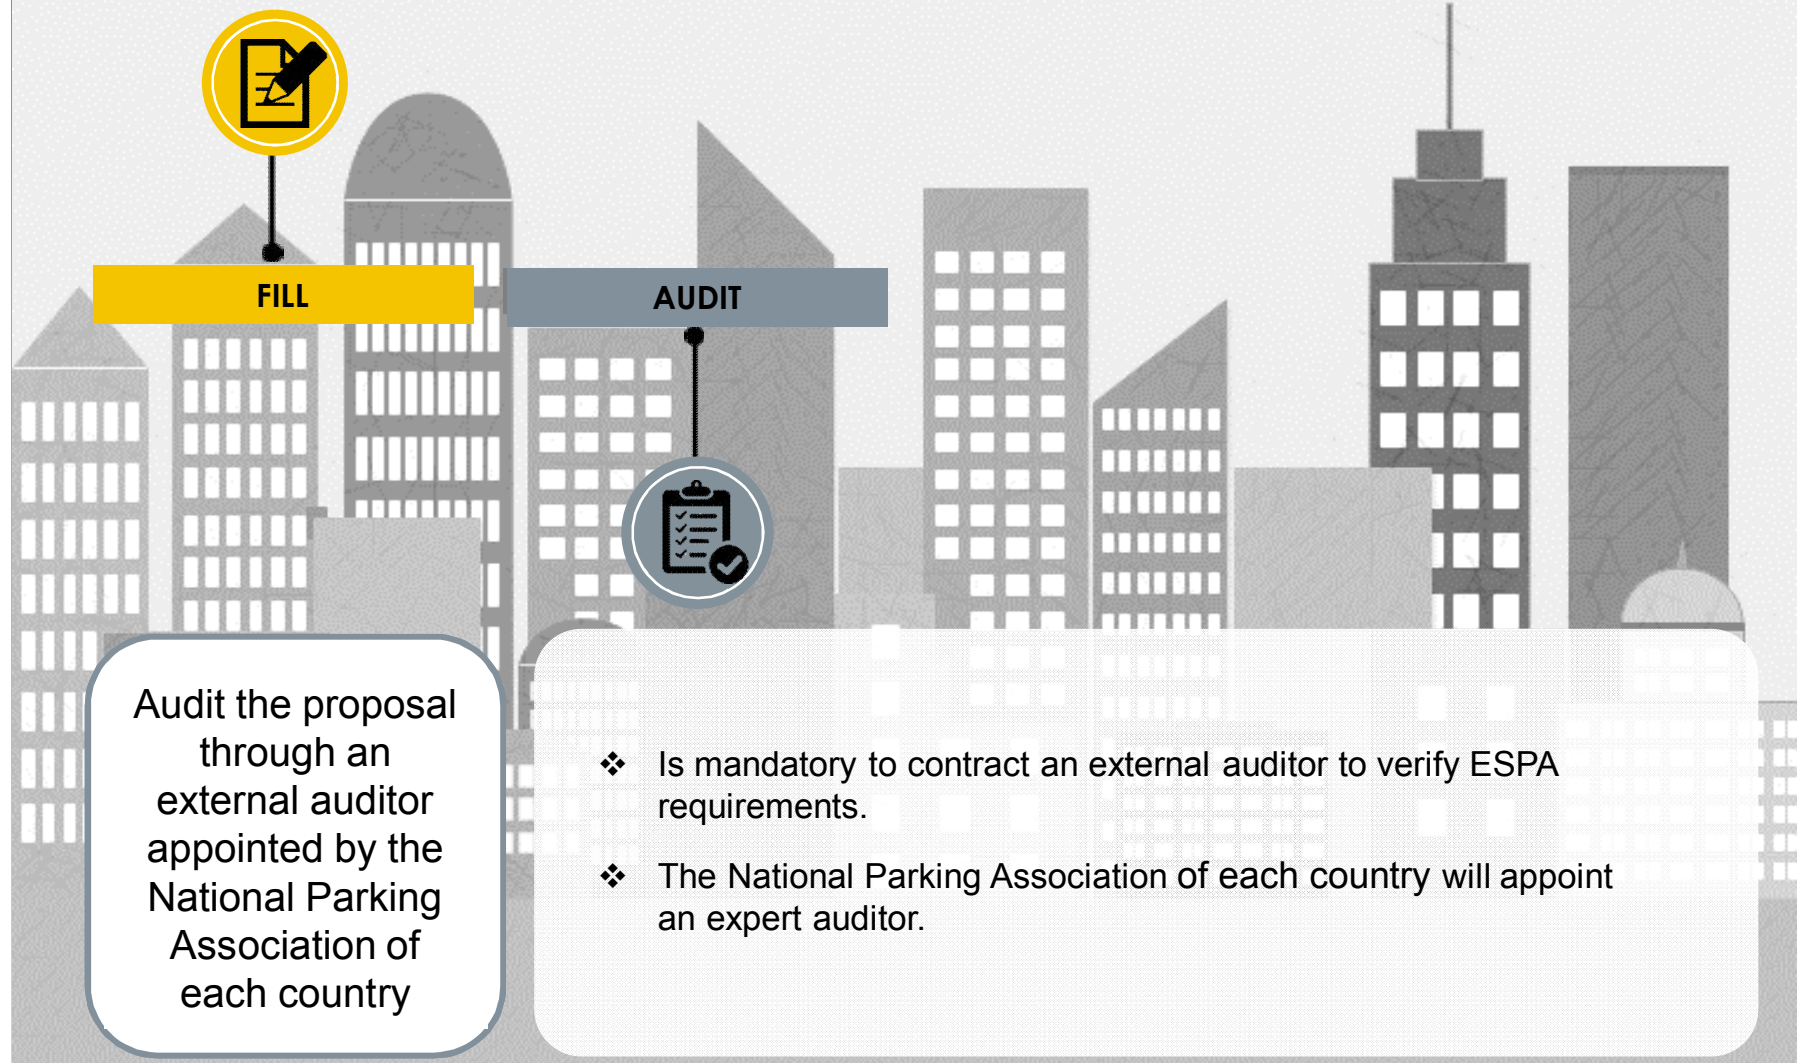 FILL
AUDIT
Audit the proposal
through an
external auditor
appointed by the
National Parking
Association of
each country
❖ Is mandatory to contract an external auditor to verify ESPA
requirements.
❖ The National Parking Association of each country will appoint
an expert auditor.